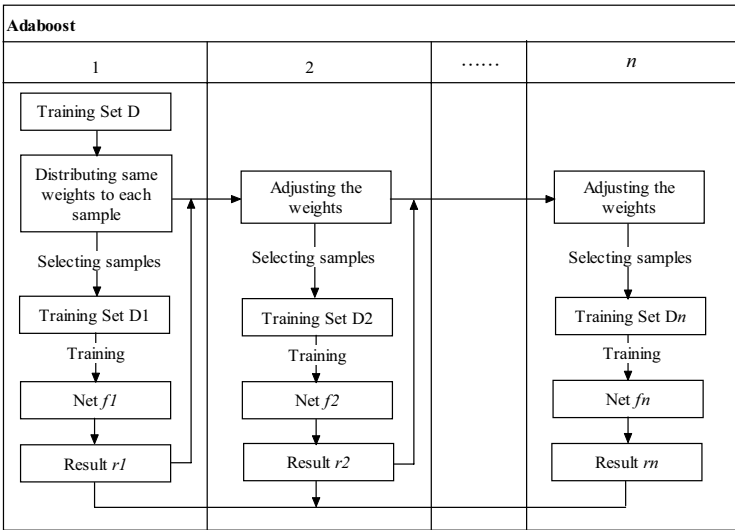 Adaboost
1
2
……
n
Training Set D
Distributing same
weights to each
sample
Selecting samples
Training Set D1
Training
Net f1
Result r1
Adjusting the
weights
Selecting samples
Training Set D2
Training
Net f2
Result r2
Adjusting the
weights
Selecting samples
Training Set Dn
Training
Net fn
Result rn